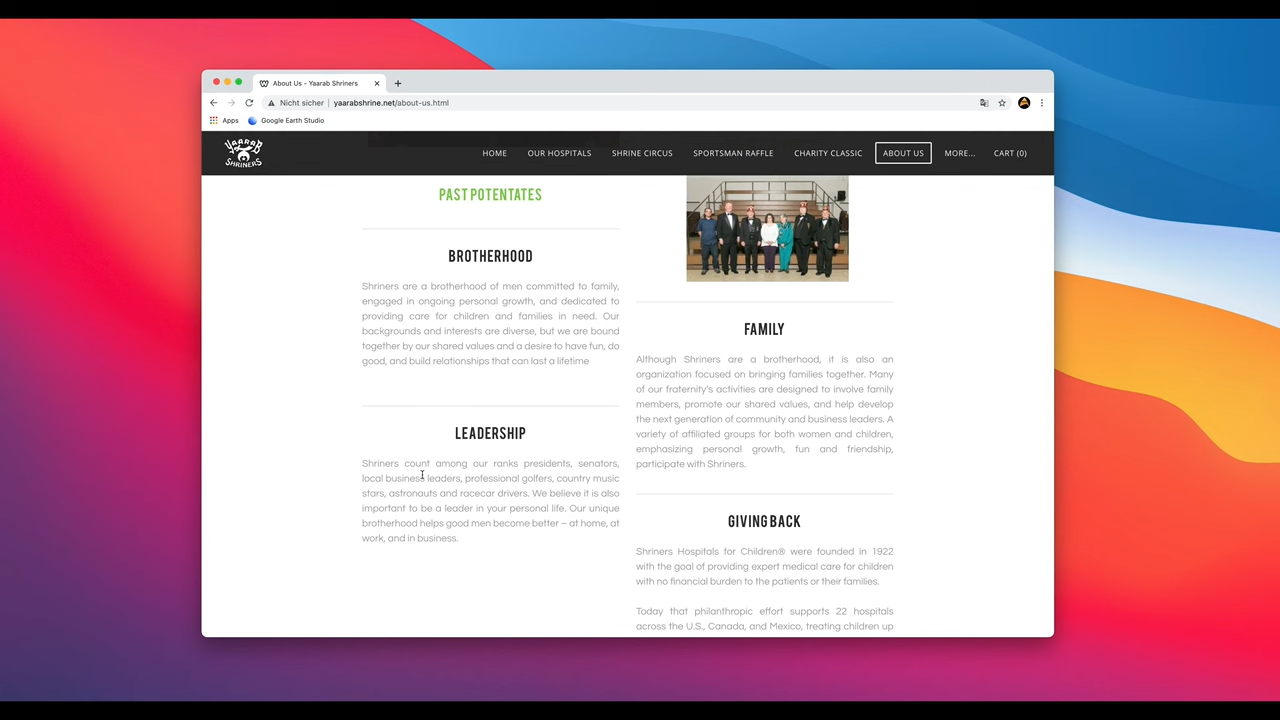 About Us - Yaarab Shriners
Nicht sicher | yaarabshrine.net/about-us.html
Apps Google Earth Studio
YAARAB
SHRINERS
HOME OUR HOSPITALS SHRINE CIRCUS SPORTSMAN RAFFLE CHARITY CLASSIC ABOUT US MORE... CART (0)
PAST POTENTATES
BROTHERHOOD
Shriners are a brotherhood of men committed to family,
engaged in ongoing personal growth, and dedicated to
providing care for children and families in need. Our
backgrounds and interests are diverse, but we are bound
together by our shared values and a desire to have fun, do
good, and build relationships that can last a lifetime
LEADERSHIP
Shriners count among our ranks presidents, senators,
local business leaders, professional golfers, country music
stars, astronauts and racecar drivers. We believe it is also
important to be a leader in your personal life. Our unique
brotherhood helps good men become better – at home, at
work, and in business.
FAMILY
Although Shriners are a brotherhood, it is also an
organization focused on bringing families together. Many
of our fraternity's activities are designed to involve family
members, promote our shared values, and help develop
the next generation of community and business leaders. A
variety of affiliated groups for both women and children,
emphasizing personal growth, fun and friendship,
participate with Shriners.
GIVING BACK
Shriners Hospitals for Children® were founded in 1922
with the goal of providing expert medical care for children
with no financial burden to the patients or their families.
Today that philanthropic effort supports 22 hospitals
across the U.S., Canada, and Mexico, treating children up